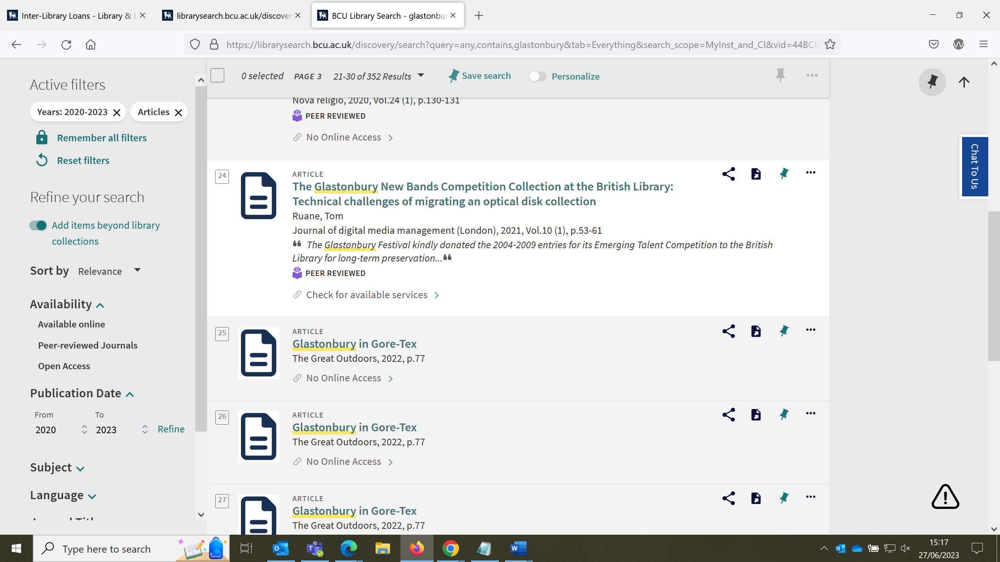 Inter-Library Loans - Library & L
librarysearch.bcu.ac.uk/discovery
BCU Library Search - glastonbur
https://librarysearch.bcu.ac.uk/discovery/search?query=any,contains,glastonbury&tab=Everything&search_scope=MyInst_and_CI&vid=44BCU
Active filters
Years: 2020-2023
Articles
Remember all filters
Reset filters
Refine your search
Add items beyond library
collections
Sort by Relevance
Availability
Available online
Peer-reviewed Journals
Open Access
Publication Date
From To
2020 2023 Refine
Subject
Language
0 selected PAGE 3 21-30 of 352 Results Save search Personalize
Nova religio, 2020, Vol.24 (1), p.130-131
PEER REVIEWED
No Online Access
24
ARTICLE
The Glastonbury New Bands Competition Collection at the British Library:
Technical challenges of migrating an optical disk collection
Ruane, Tom
Journal of digital media management (London), 2021, Vol.10 (1), p.53-61
❝ The Glastonbury Festival kindly donated the 2004-2009 entries for its Emerging Talent Competition to the British
Library for long-term preservation...❝
PEER REVIEWED
Check for available services
25
ARTICLE
Glastonbury in Gore-Tex
The Great Outdoors, 2022, p.77
No Online Access
26
ARTICLE
Glastonbury in Gore-Tex
The Great Outdoors, 2022, p.77
No Online Access
27
ARTICLE
Glastonbury in Gore-Tex
The Great Outdoors, 2022, p.77
Chat To Us
Type here to search
15:17
27/06/2023